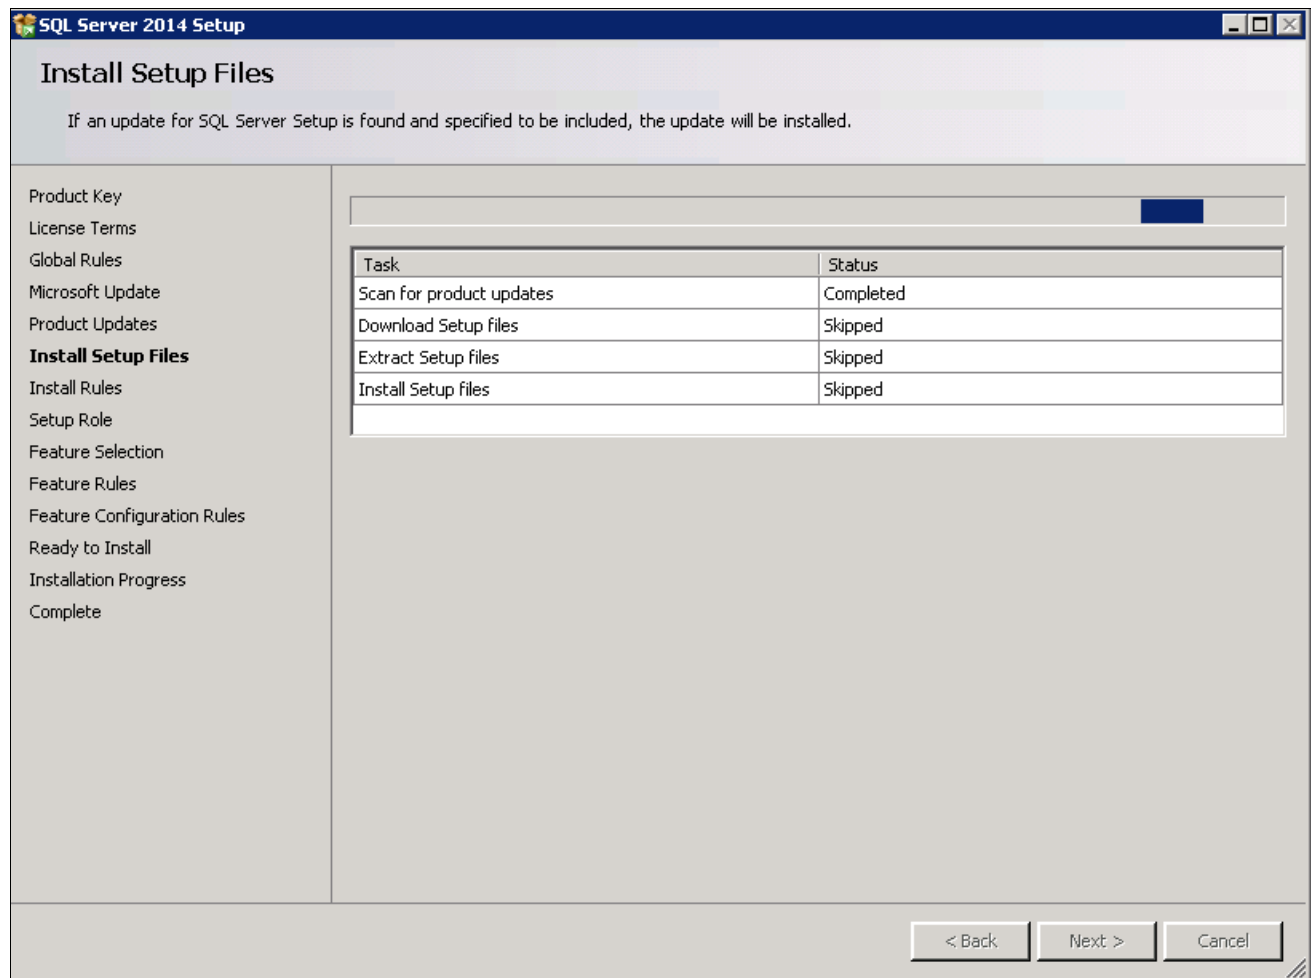 SQL Server 2014 Setup
Install Setup Files
If an update for SQL Server Setup is found and specified to be included, the update will be installed.
Product Key
License Terms
Global Rules
Microsoft Update
Product Updates
Install Setup Files
Install Rules
Setup Role
Feature Selection
Feature Rules
Feature Configuration Rules
Ready to Install
Installation Progress
Complete
Task Status
Scan for product updates Completed
Download Setup files Skipped
Extract Setup files Skipped
Install Setup files Skipped
< Back Next > Cancel